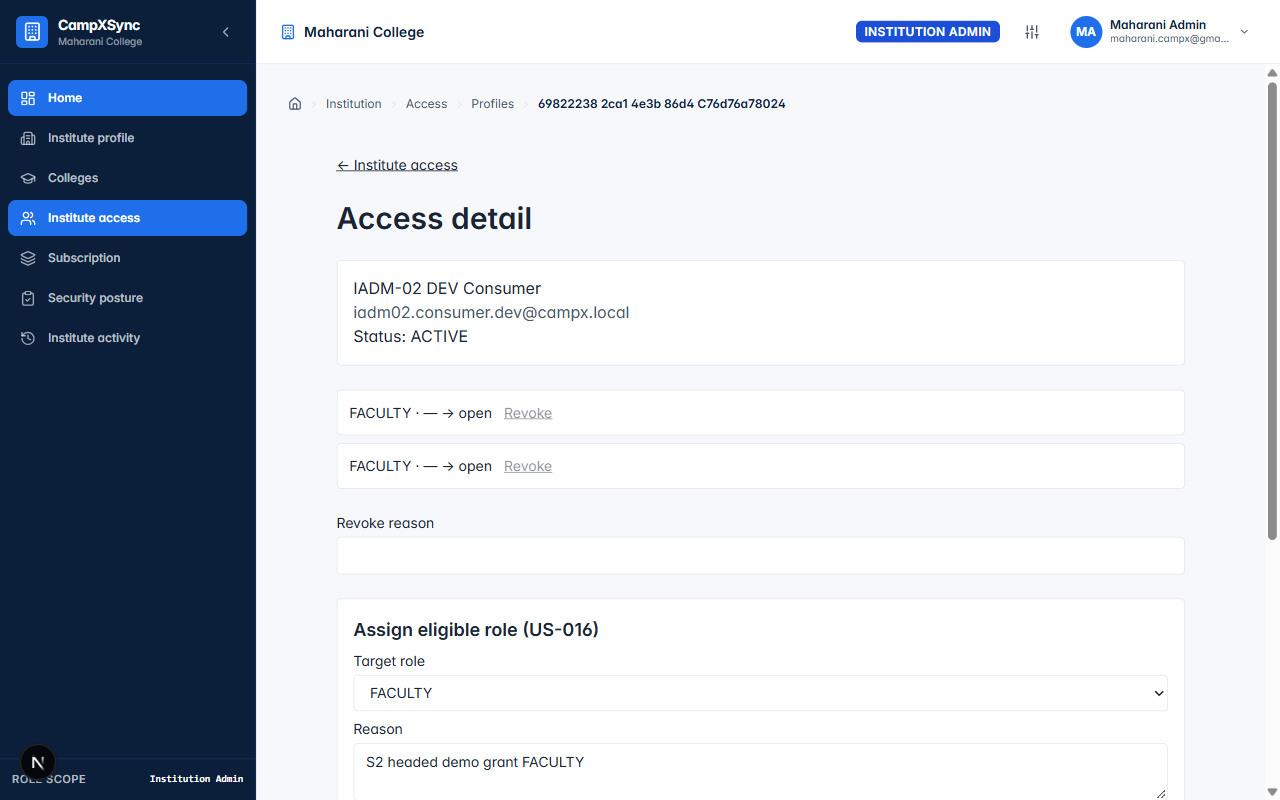 CampXSync
Maharani College
Home
Institute profile
Colleges
Institute access
Subscription
Security posture
Institute activity
N
ROLE SCOPE
Institution Admin
Maharani College
INSTITUTION ADMIN
MA
Maharani Admin
maharani.campx@gma...
Institution
Access
Profiles
69822238 2ca1 4e3b 86d4 C76d76a78024
← Institute access
Access detail
IADM-02 DEV Consumer
iadm02.consumer.dev@campx.local
Status: ACTIVE
FACULTY · — → open Revoke
FACULTY · — → open Revoke
Revoke reason
Assign eligible role (US-016)
Target role
FACULTY
Reason
S2 headed demo grant FACULTY